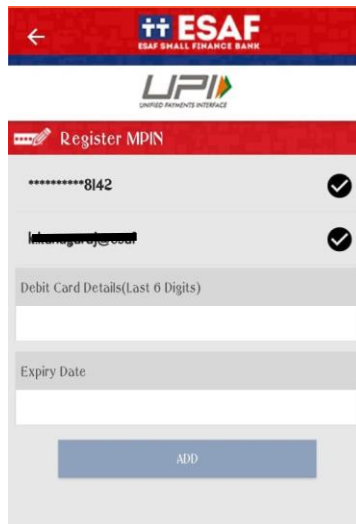 ESAF
ESAF SMALL FINANCE BANK
UPI
UNIFIED PAYMENTS INTERFACE
Register MPIN
**********8142
Debit Card Details(Last 6 Digits)
Expiry Date
ADD